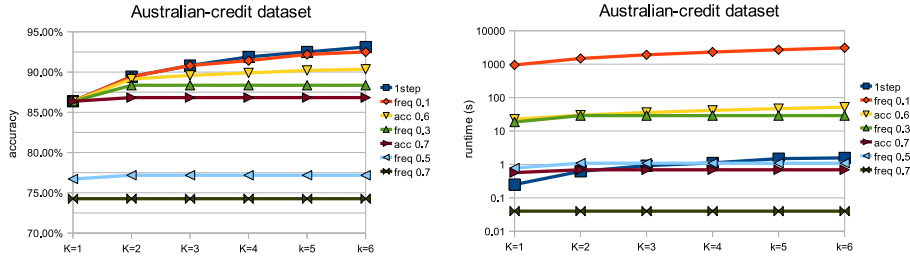 Australian-credit dataset
95.00%
90.00%
85.00%
80.00%
75.00%
70.00%
accuracy
K=1 K=2 K=3 K=4 k=5 k=6
1step
freq 0.1
acc 0.6
freq 0.3
acc 0.7
freq 0.5
freq 0.7
Australian-credit dataset
10000
1000
100
10
1
0.1
0.01
runtime (s)
K=1 K=2 K=3 K=4 k=5 k=6
1step
freq 0.1
acc 0.6
freq 0.3
acc 0.7
freq 0.5
freq 0.7